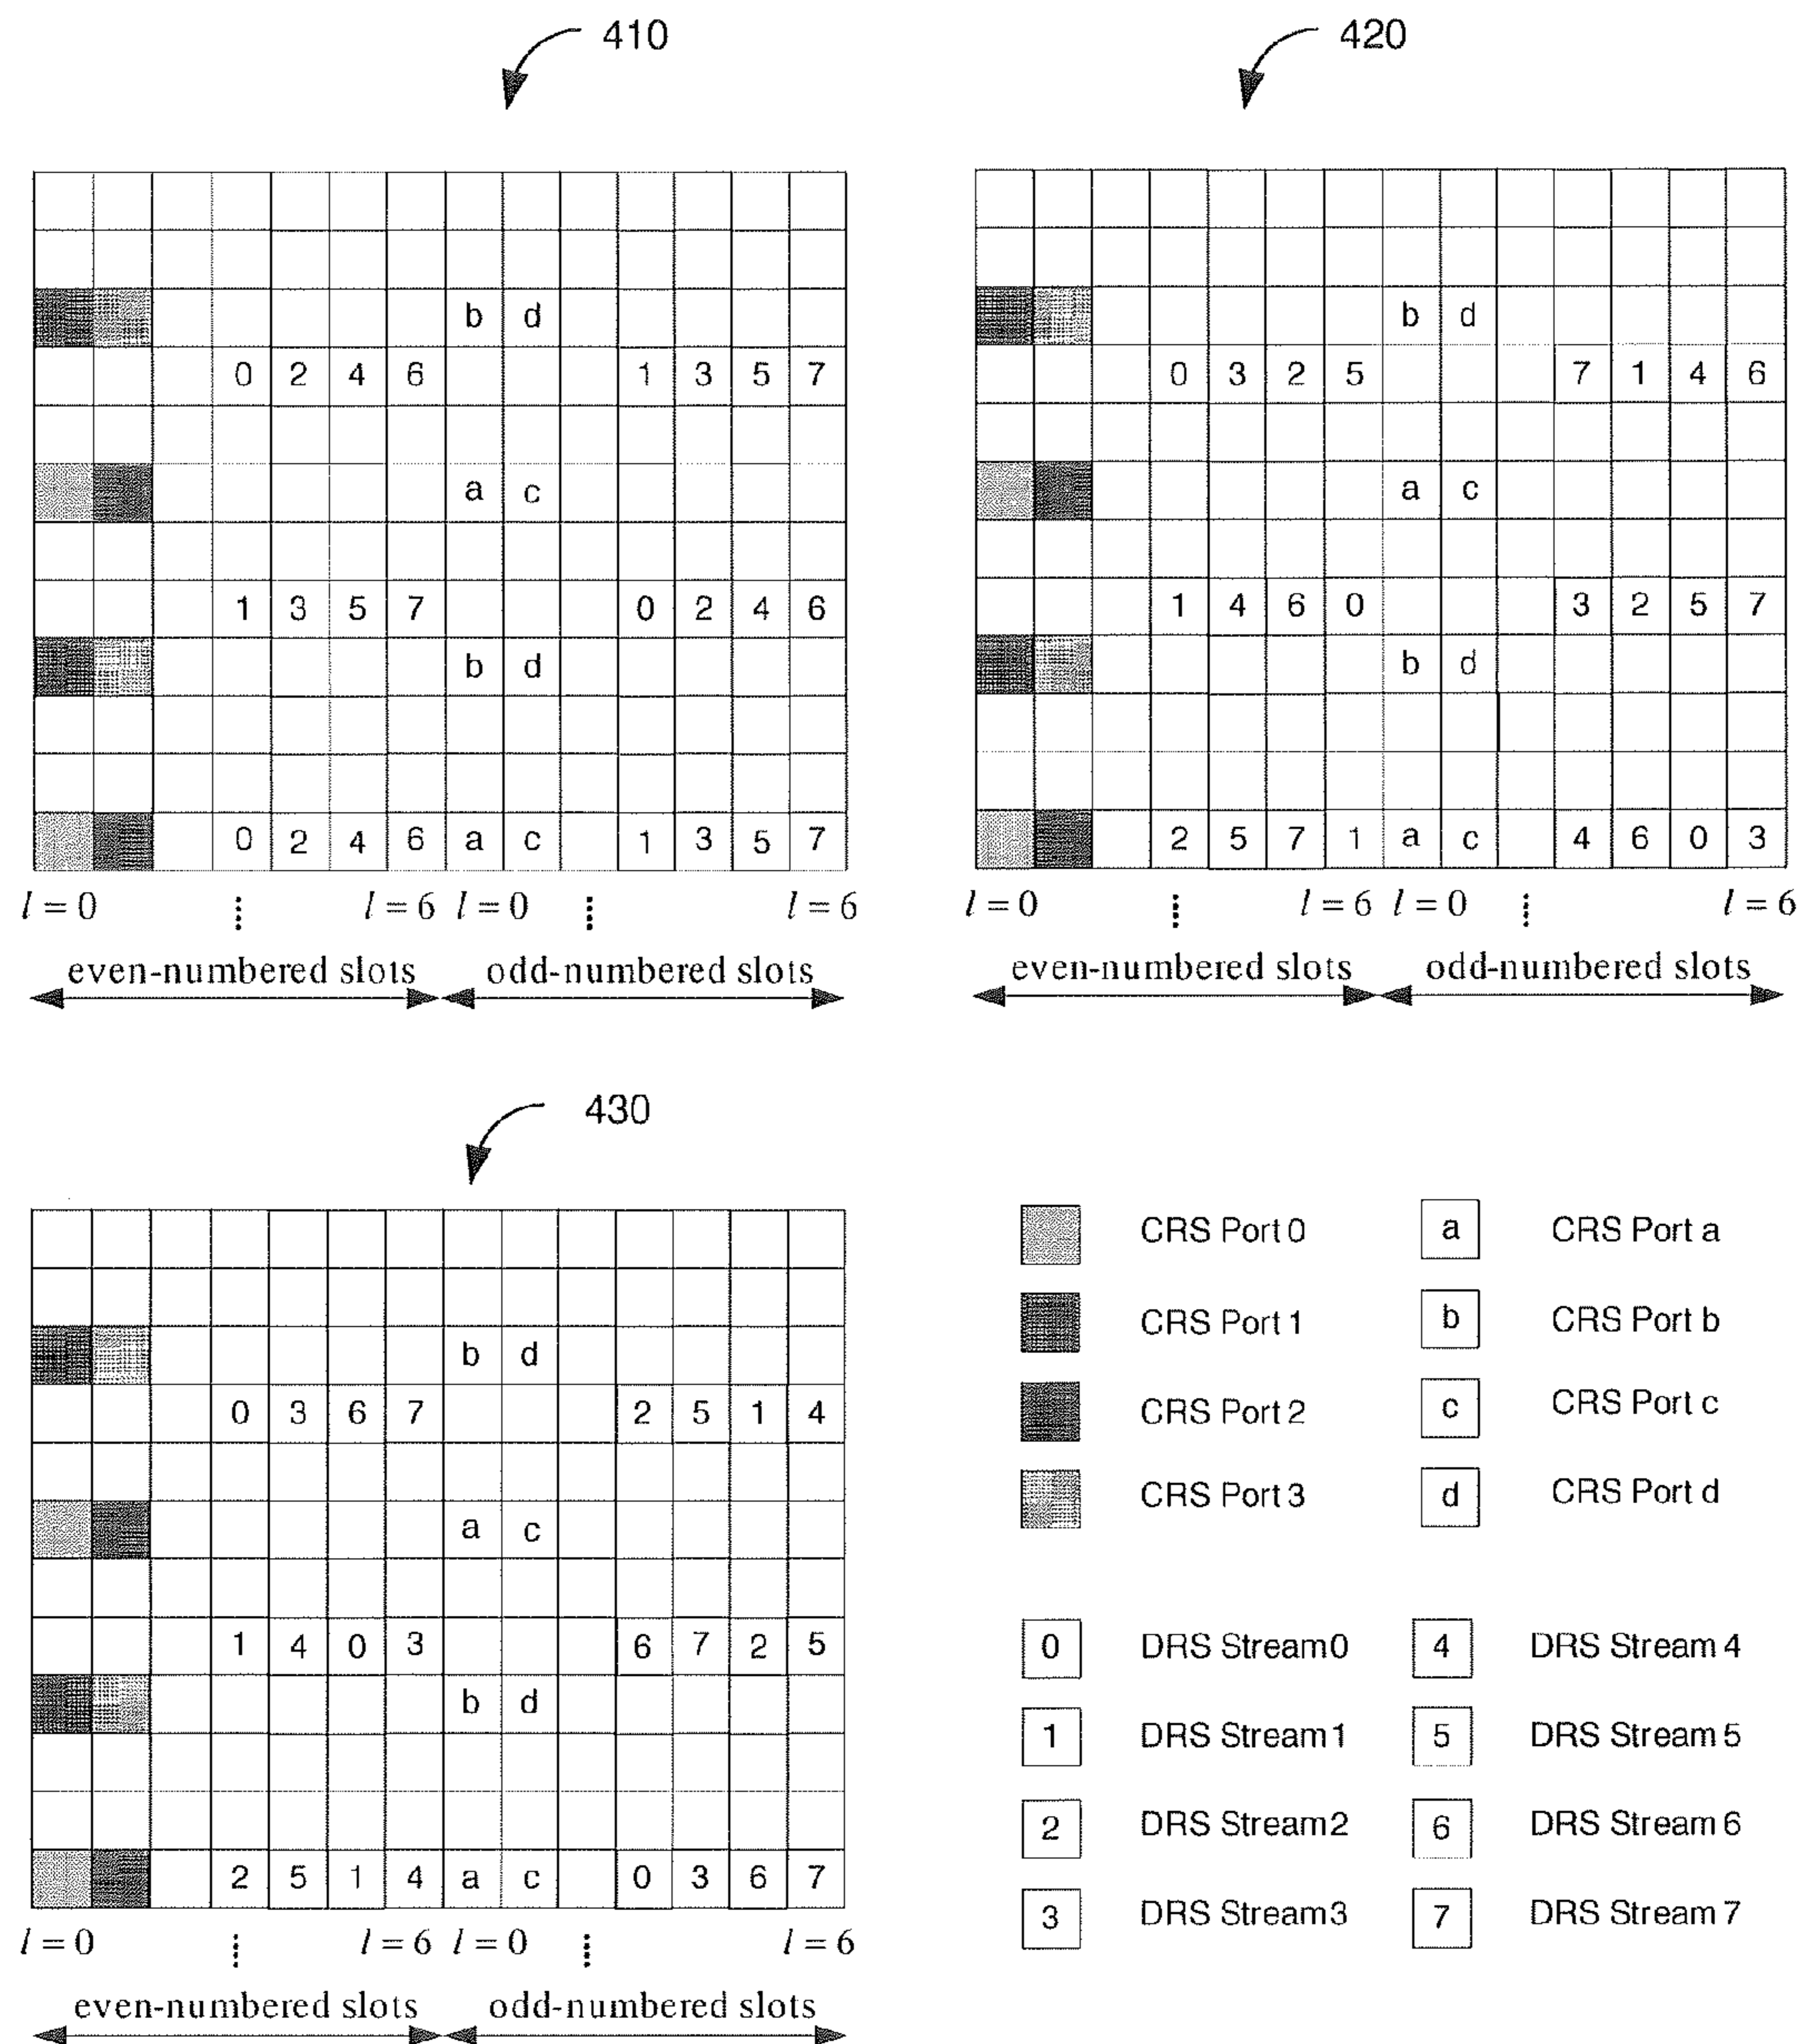 410
420
b d
b d
0 2 4 6 1 3 5 7
0 3 2 5 7 1 4 6
a c
a c
1 3 5 7 0 2 4 6
1 4 6 0 3 2 5 7
b d
b d
0 2 4 6 a c 1 3 5 7
2 5 7 1 a c 4 6 0 3
l = 0 l = 6 l = 0 l = 6
l = 0 l = 6 l = 0 l = 6
even-numbered slots odd-numbered slots
even-numbered slots odd-numbered slots
430
b d
0 3 6 7 2 5 1 4
a c
1 4 0 3 6 7 2 5
b d
2 5 1 4 a c 0 3 6 7
l = 0 l = 6 l = 0 l = 6
even-numbered slots odd-numbered slots
CRS Port 0 a CRS Port a
CRS Port 1 b CRS Port b
CRS Port 2 c CRS Port c
CRS Port 3 d CRS Port d
0 DRS Stream 0 4 DRS Stream 4
1 DRS Stream 1 5 DRS Stream 5
2 DRS Stream 2 6 DRS Stream 6
3 DRS Stream 3 7 DRS Stream 7